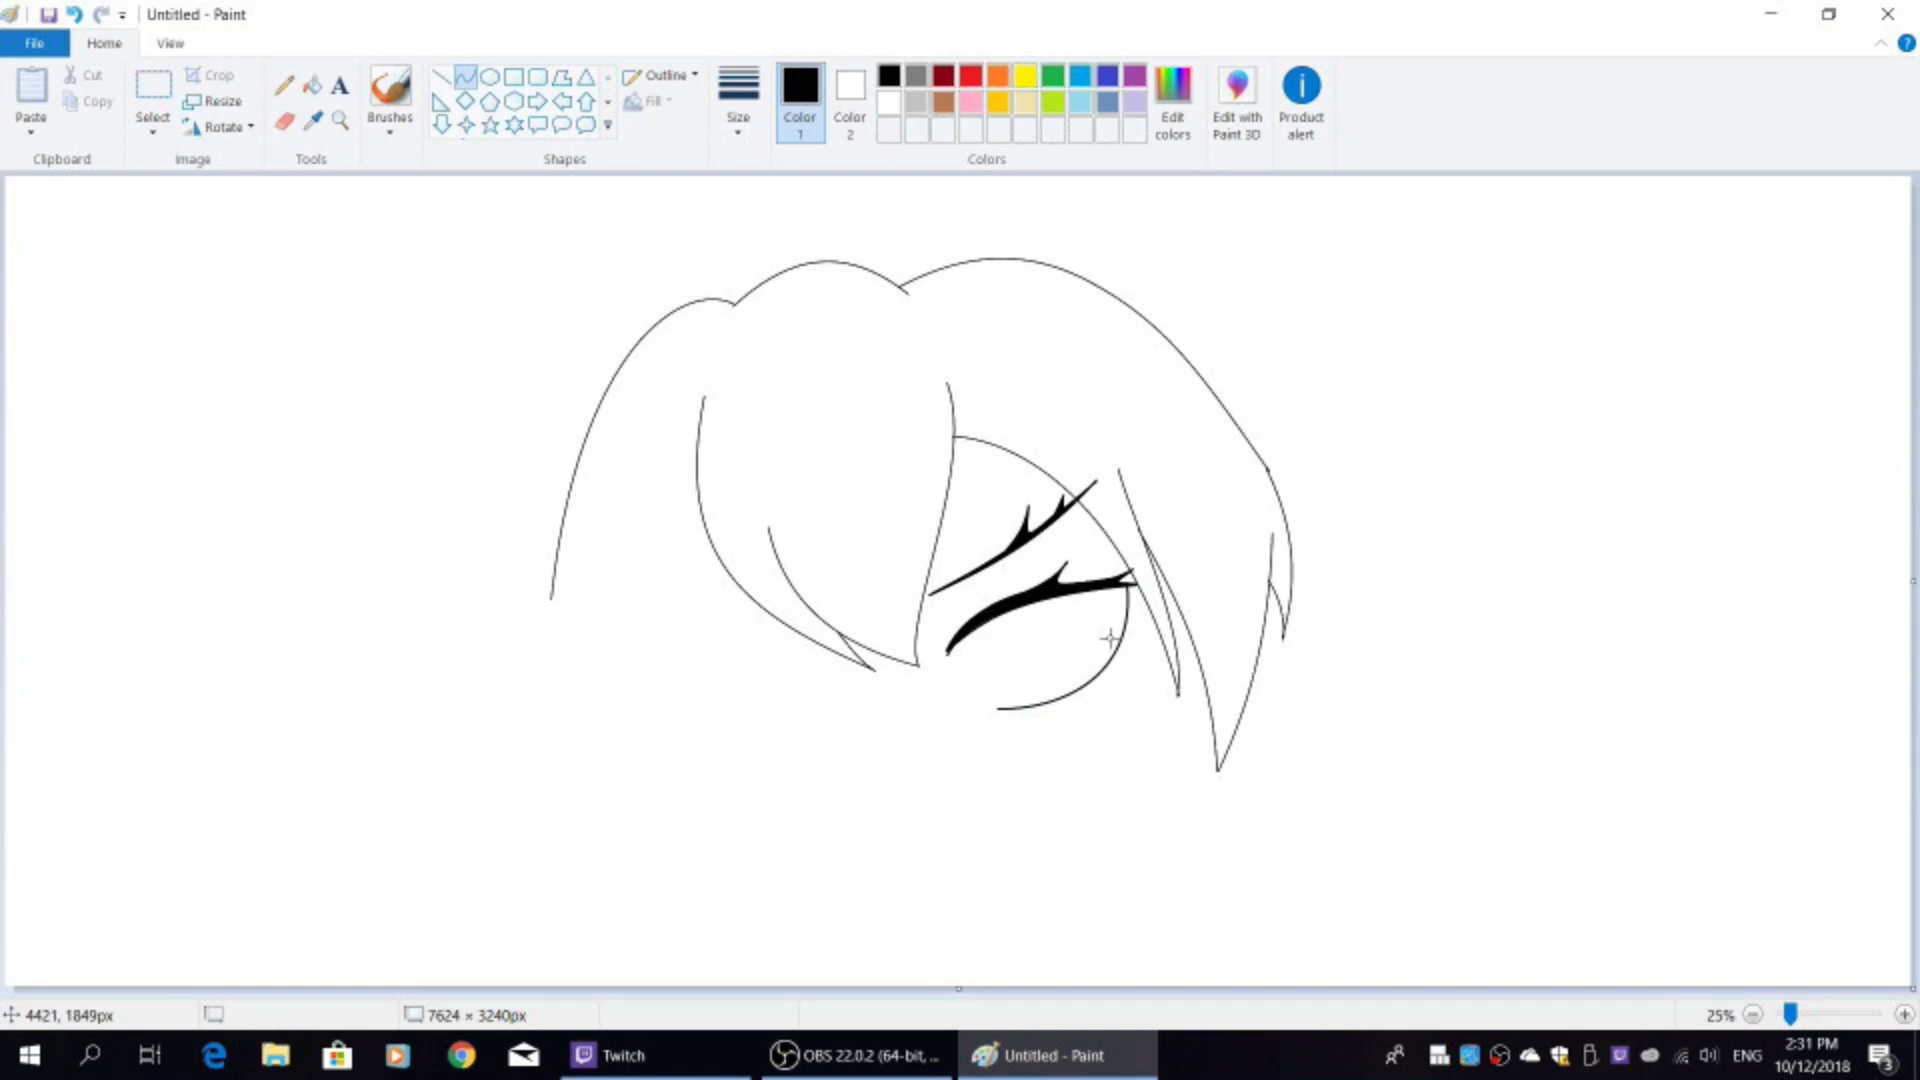 Untitled - Paint
File Home View
Paste
Cut
Copy
Clipboard
Select
Crop
Resize
Rotate
Image
A
Tools
Brushes
Outline
Fill
Shapes
Size
Color
1
Color
2
Edit
colors
Edit with
Paint 3D
Product
alert
Colors
4421, 1849px
7624 × 3240px
25%
Twitch
OBS 22.0.2 (64-bit, ...
Untitled - Paint
ENG
2:31 PM
10/12/2018
3